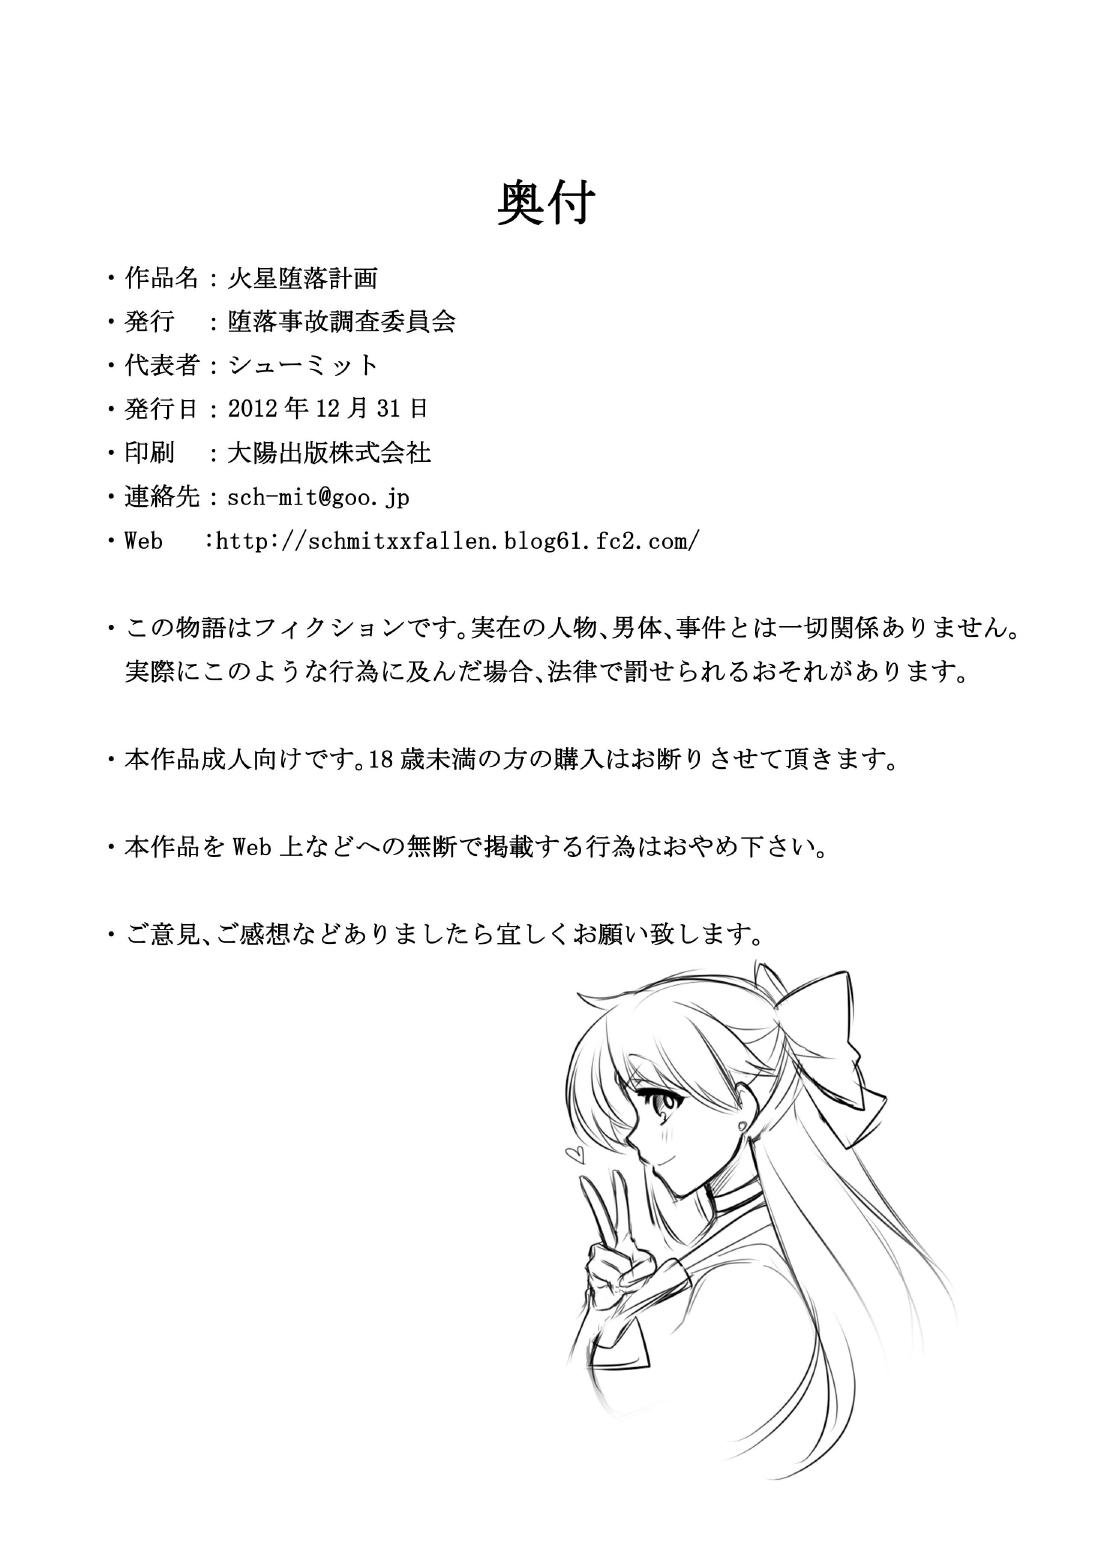 奥付
・作品名：火星堕落計画
・発行　：堕落事故調査委員会
・代表者：シューミット
・発行日：2012年12月31日
・印刷　：大陽出版株式会社
・連絡先：sch-mit@goo.jp
・Web　:http://schmitxxfallen.blog61.fc2.com/
・この物語はフィクションです。実在の人物、男体、事件とは一切関係ありません。
実際にこのような行為に及んだ場合、法律で罰せられるおそれがあります。
・本作品成人向けです。18歳未満の方の購入はお断りさせて頂きます。
・本作品をWeb上などへの無断で掲載する行為はおやめ下さい。
・ご意見、ご感想などありましたら宜しくお願い致します。